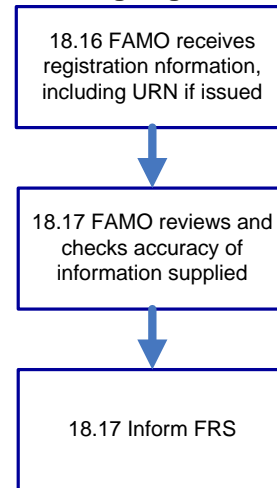 18.16 FAMO receives
registration nformation,
including URN if issued
18.17 FAMO reviews and
checks accuracy of
information supplied
18.17 Inform FRS